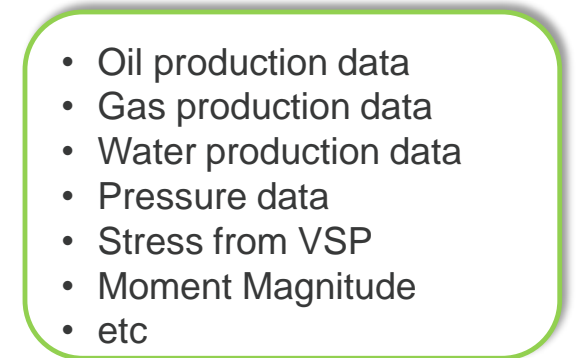 • Oil production data
• Gas production data
• Water production data
• Pressure data
• Stress from VSP
• Moment Magnitude
• etc